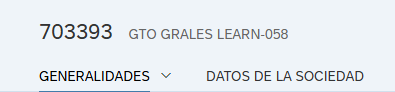 703393 GTO GRALES LEARN-058
GENERALIDADES DATOS DE LA SOCIEDAD